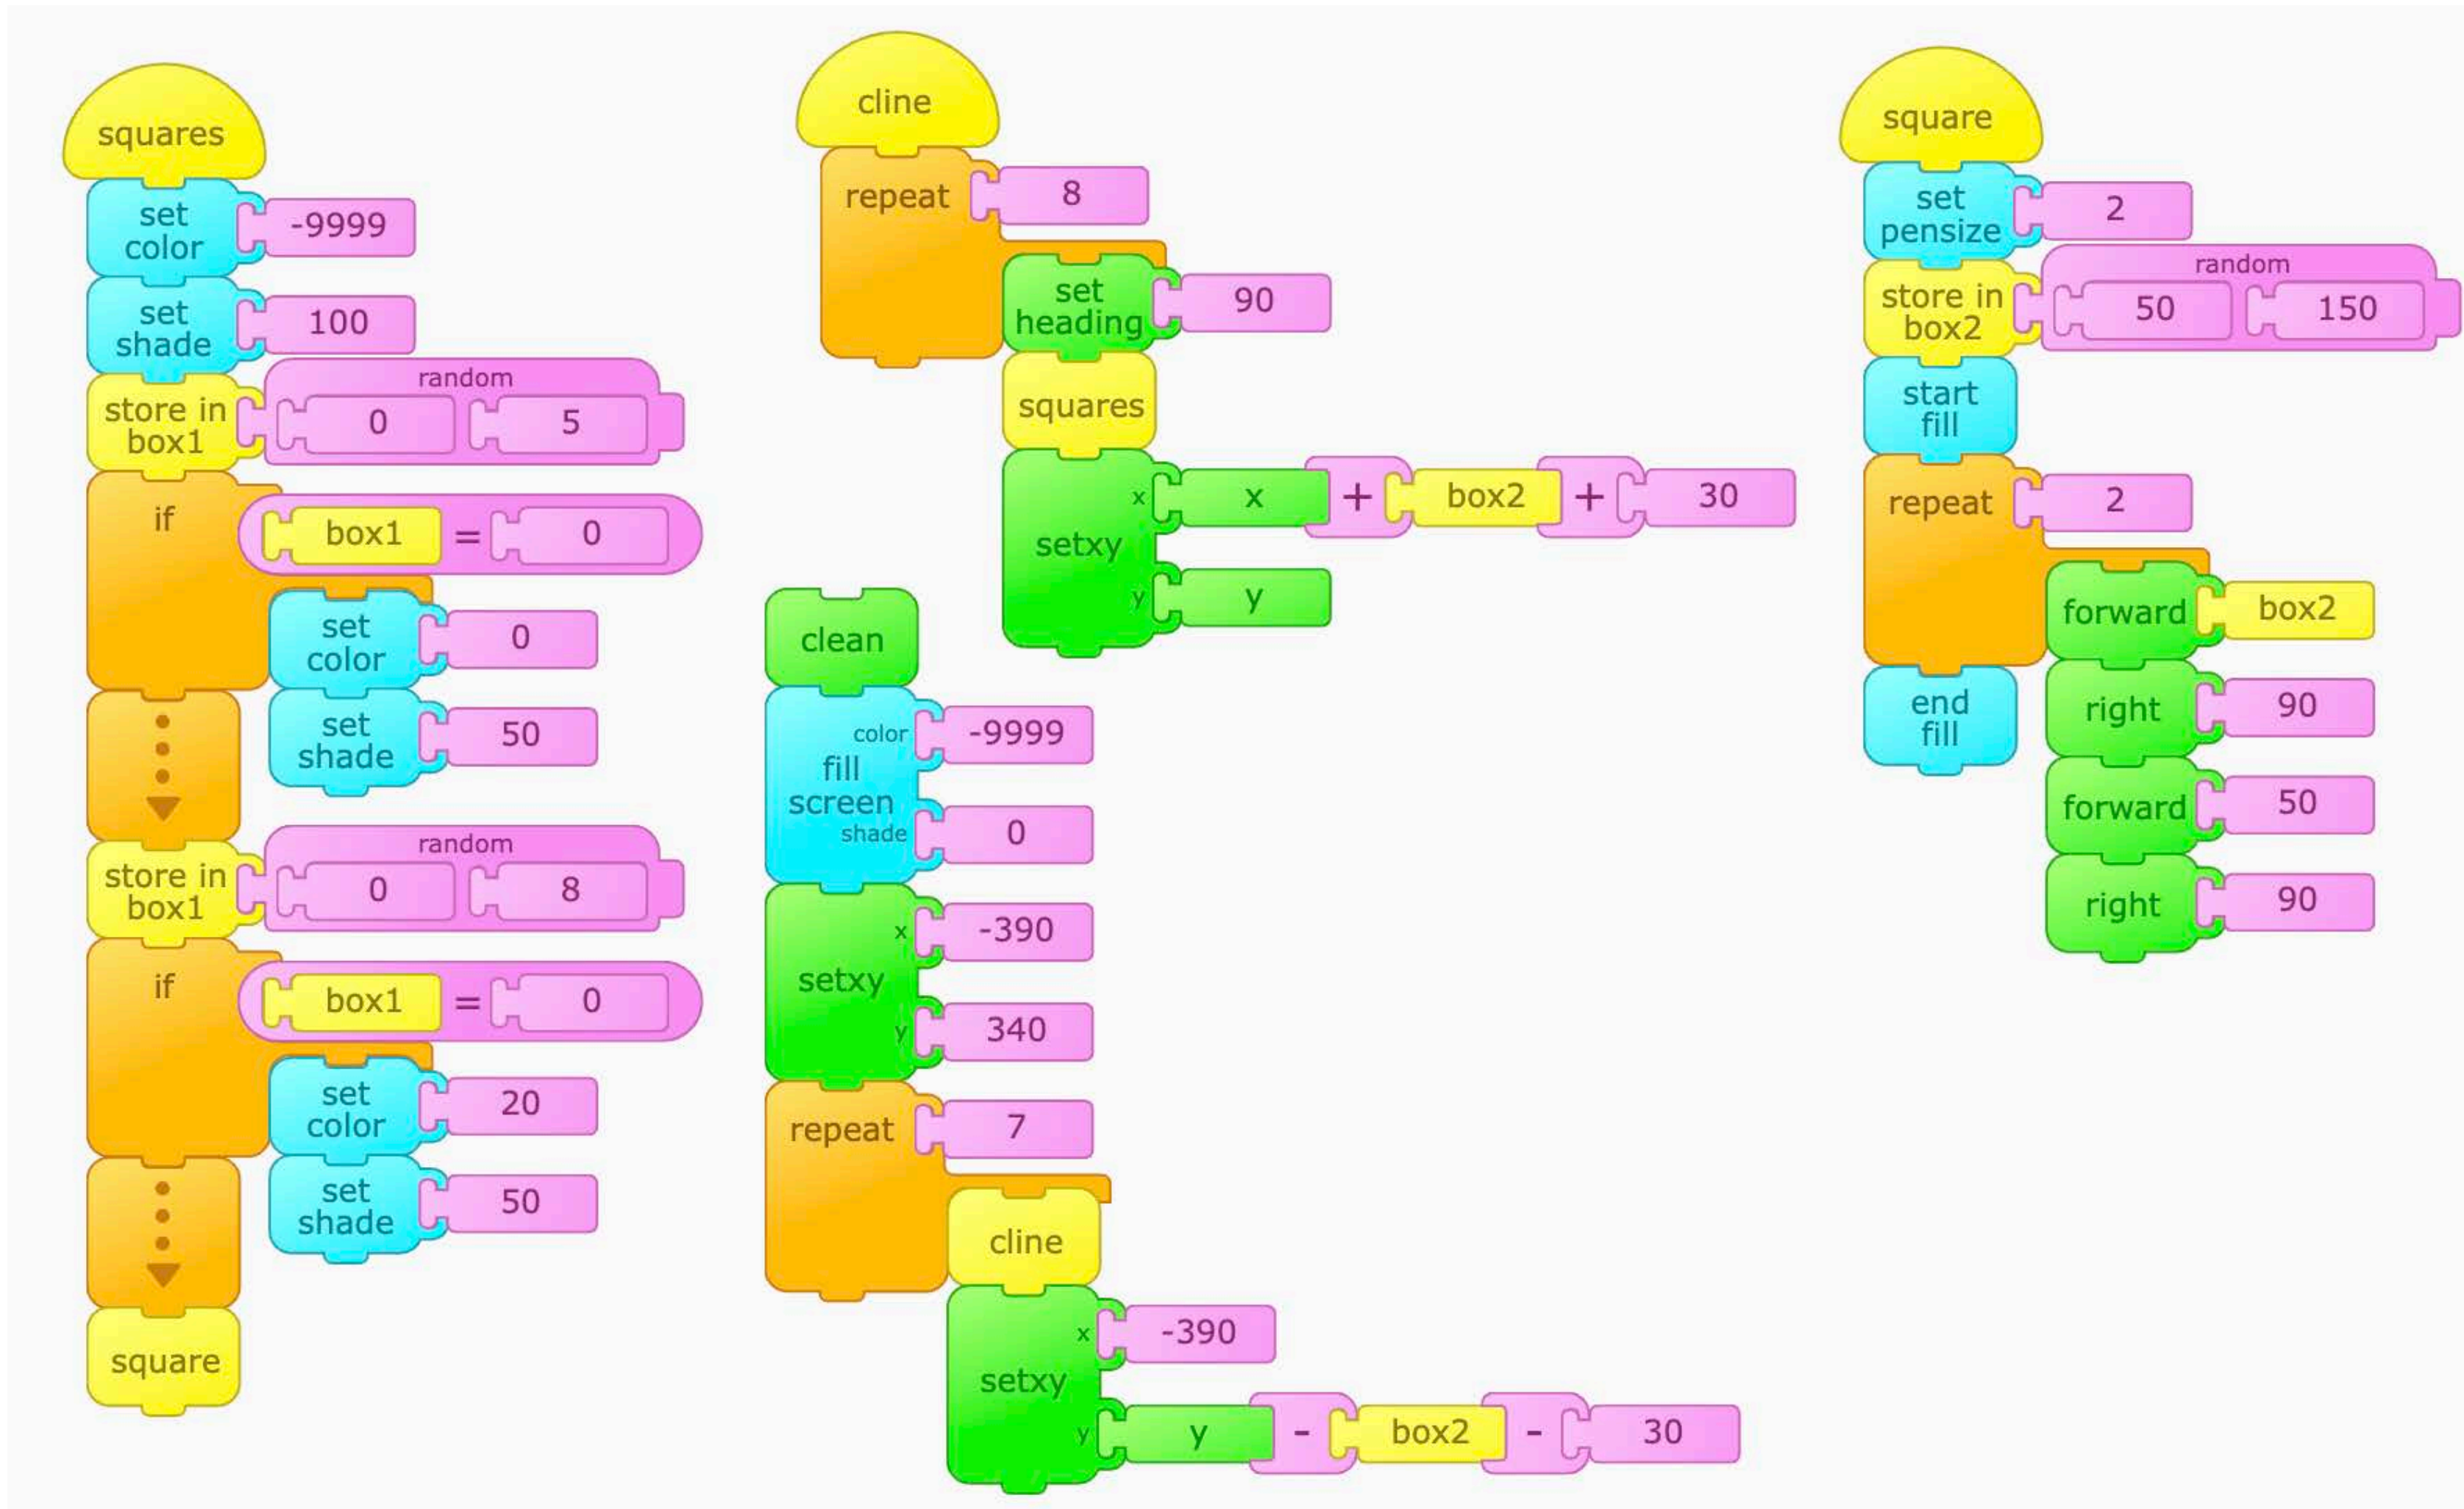 squares
set
color
-9999
set
shade
100
store in
box1
random
0 5
if
box1 = 0
set
color
0
set
shade
50
store in
box1
random
0 8
if
box1 = 0
set
color
20
set
shade
50
square
cline
repeat
8
set
heading
90
squares
setxy
x
x + box2 + 30
y
y
clean
fill
screen
color
-9999
shade
0
setxy
x
-390
y
340
repeat
7
cline
setxy
x
-390
y
y - box2 - 30
square
set
pensize
2
store in
box2
random
50 150
start
fill
repeat
2
forward
box2
right
90
forward
50
right
90
end
fill